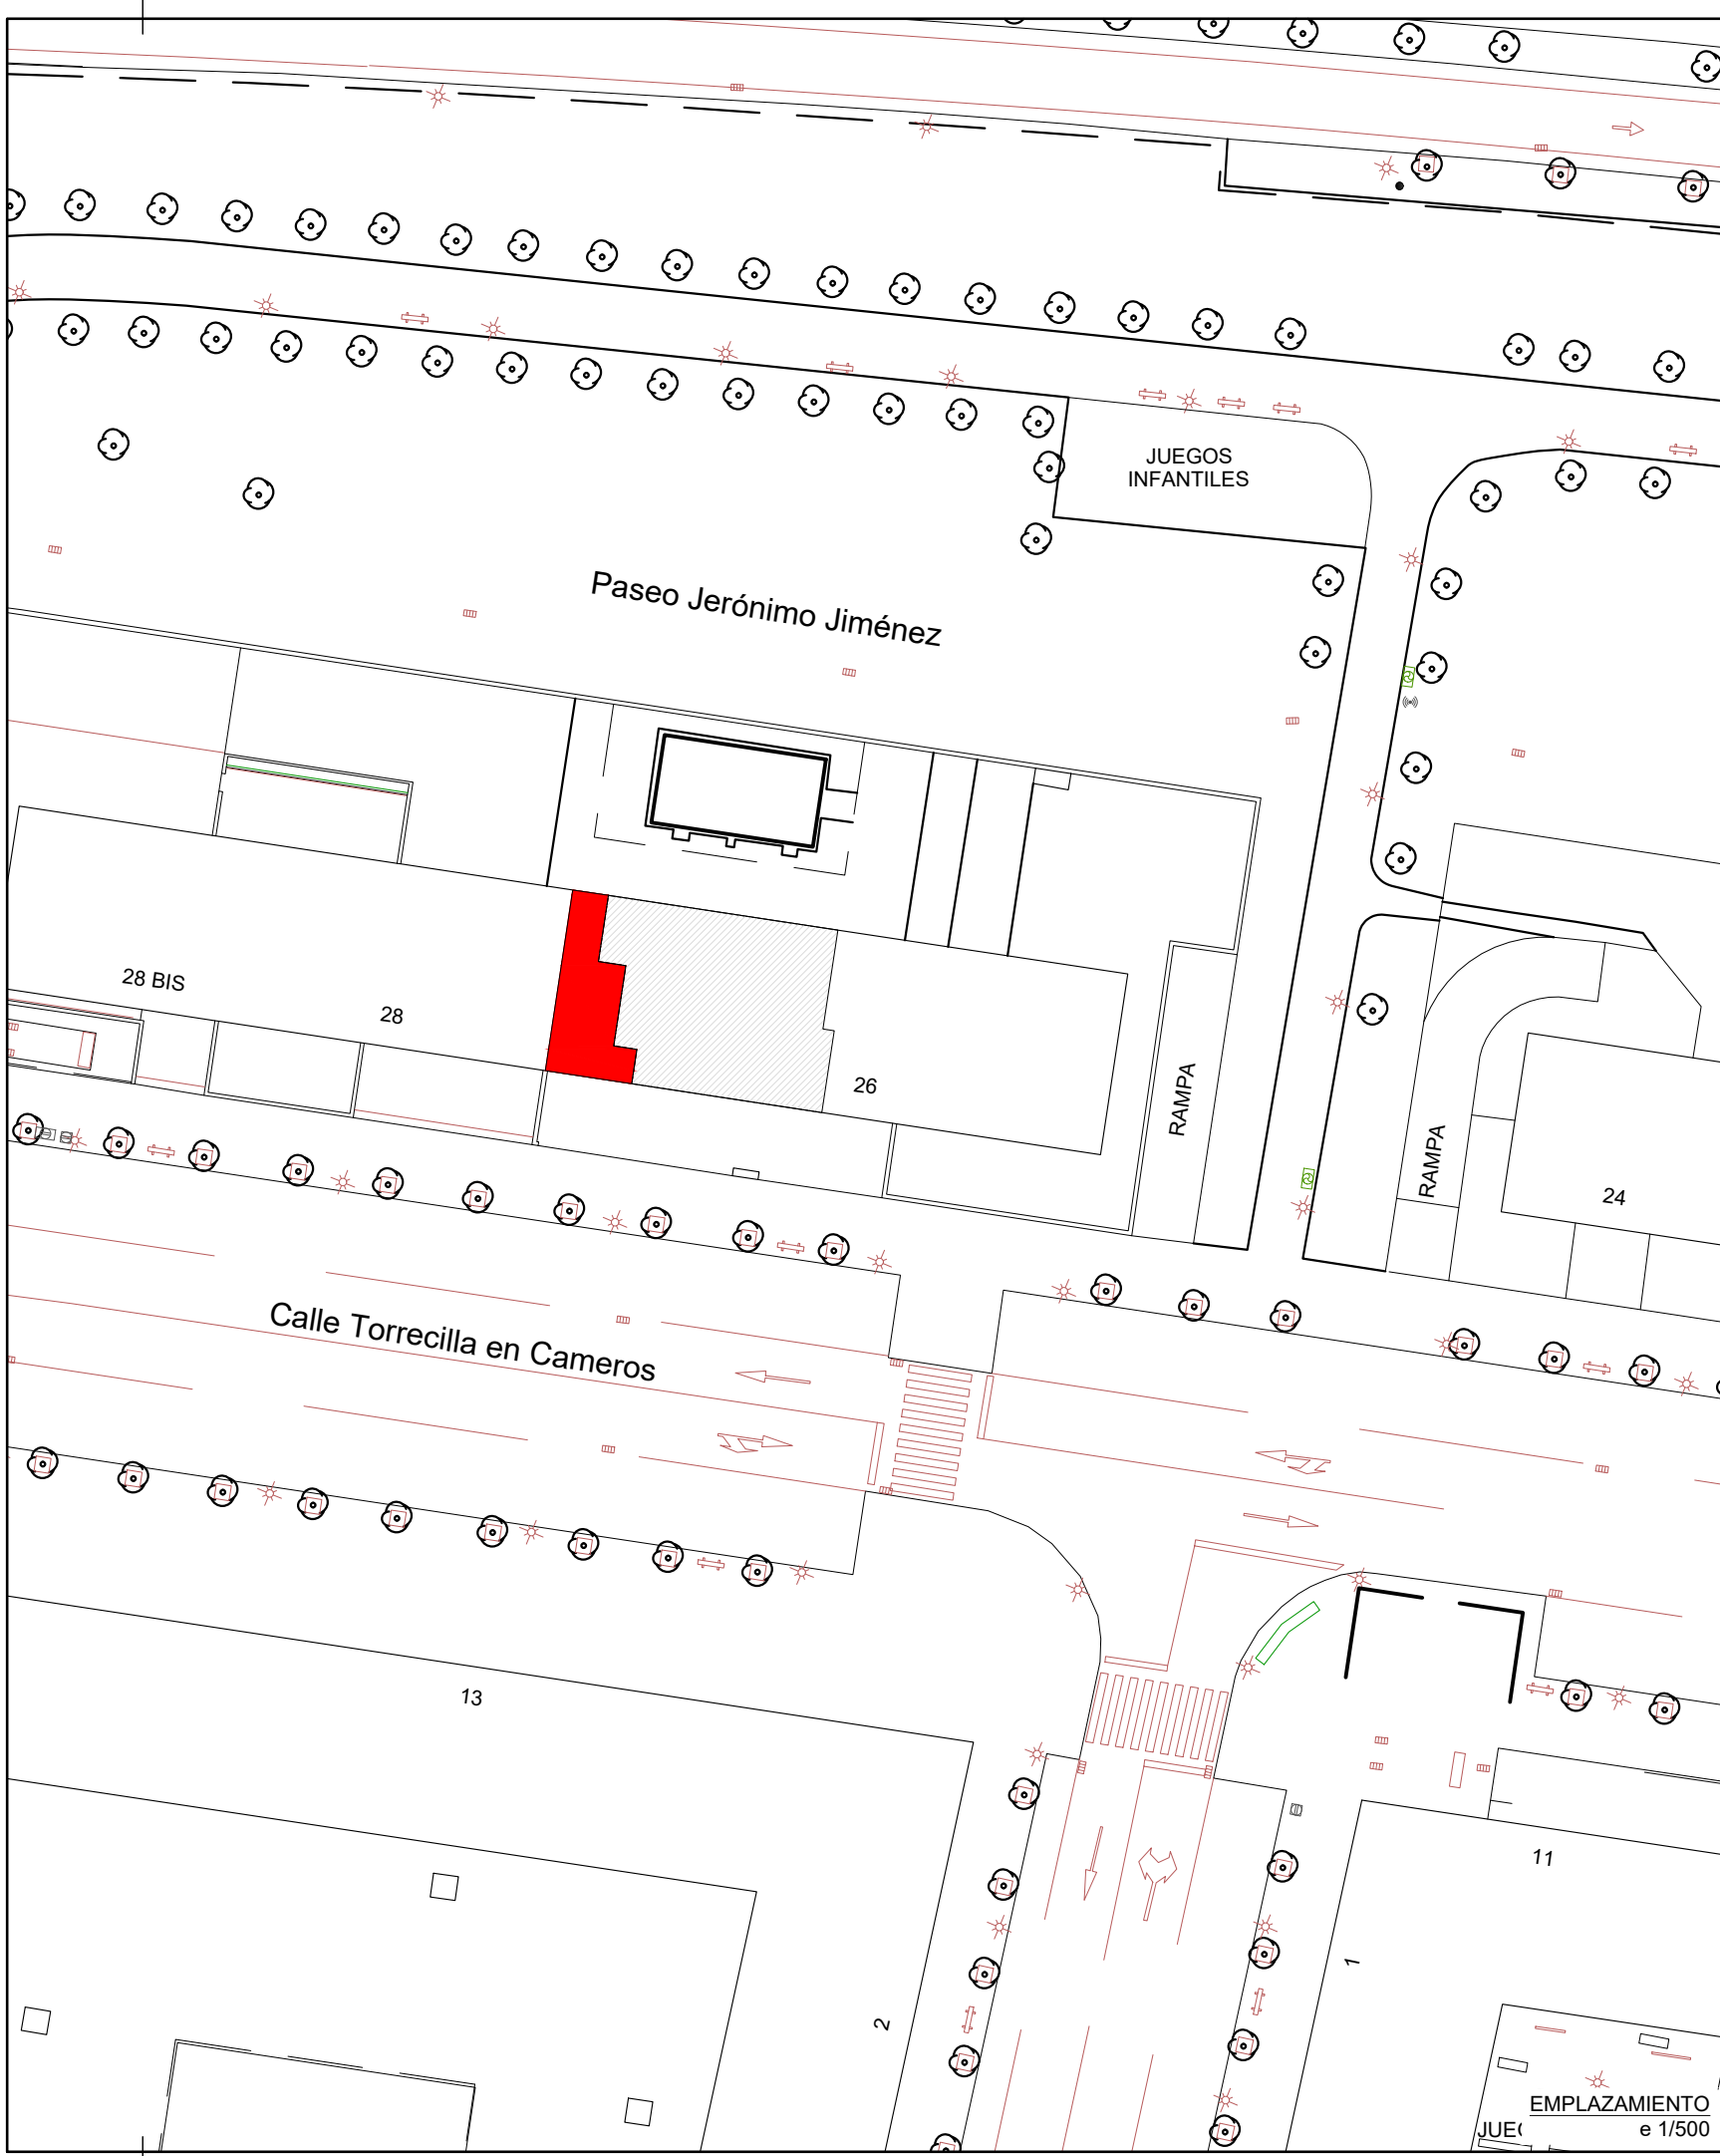 JUEGOS
INFANTILES
Paseo Jerónimo Jiménez
28 BIS
28
26
RAMPA
RAMPA
24
Calle Torrecilla en Cameros
13
11
1
2
EMPLAZAMIENTO
JUEG
e 1/500